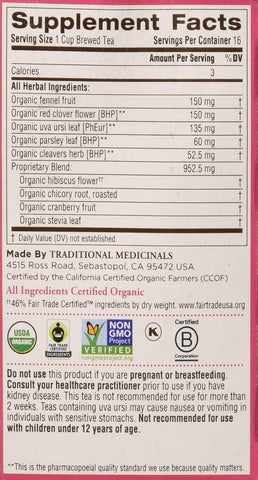 Supplement Facts
Serving Size 1 Cup Brewed Tea Servings Per Container 16
Amount Per Serving %DV
Calories 3
All Herbal Ingredients:
Organic fennel fruit 150 mg †
Organic red clover flower [BHP]** 150 mg †
Organic uva ursi leaf [PhEur]** 135 mg †
Organic parsley leaf [BHP]** 60 mg †
Organic cleavers herb [BHP]** 52.5 mg †
Proprietary Blend: 952.5 mg
Organic hibiscus flower†† †
Organic chicory root, roasted †
Organic cranberry fruit †
Organic stevia leaf †
† Daily Value (DV) not established.
Made By TRADITIONAL MEDICINALS
4515 Ross Road, Sebastopol, CA 95472 USA
Certified by the California Certified Organic Farmers (CCOF)
All Ingredients Certified Organic
††46% Fair Trade Certified™ ingredients by dry weight. www.fairtradeusa.org
USDA
ORGANIC
FAIR TRADE
CERTIFIED
INGREDIENTS
NON
GMO
Project
VERIFIED
nongmoproject.org
K
Certified
B
Corporation
Do not use this product if you are pregnant or breastfeeding.
Consult your healthcare practitioner prior to use if you have
kidney disease. This tea is not recommended for use for more than
2 weeks. Teas containing uva ursi may cause nausea or vomiting in
individuals with sensitive stomachs. Not recommended for use
with children under 12 years of age.
**This is the pharmacopoeial quality standard we use because quality matters.